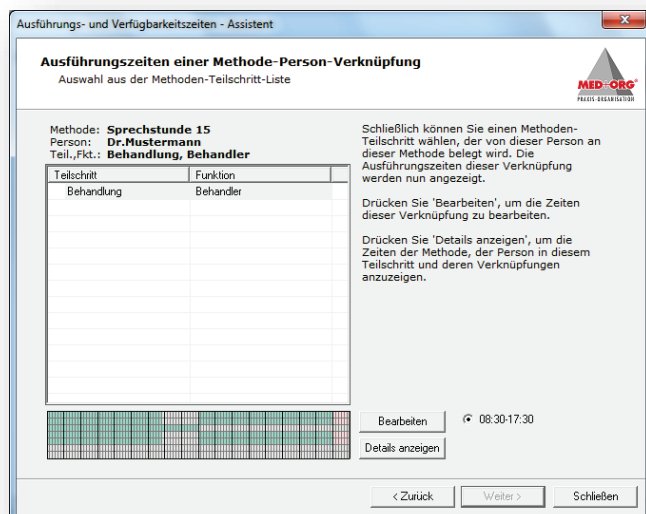 Ausführungs- und Verfügbarkeitszeiten - Assistent
Ausführungszeiten einer Methode-Person-Verknüpfung
Auswahl aus der Methoden-Teilschritt-Liste
MED-ORG®
PRAXIS-ORGANISATION
Methode: Sprechstunde 15
Person: Dr.Mustermann
Teil.,Fkt.: Behandlung, Behandler
Teilschritt Funktion
Behandlung Behandler
Schließlich können Sie einen Methoden-
Teilschritt wählen, der von dieser Person an
dieser Methode belegt wird. Die
Ausführungszeiten dieser Verknüpfung
werden nun angezeigt.
Drücken Sie 'Bearbeiten', um die Zeiten
dieser Verknüpfung zu bearbeiten.
Drücken Sie 'Details anzeigen', um die
Zeiten der Methode, der Person in diesem
Teilschritt und deren Verknüpfungen
anzuzeigen.
Bearbeiten 08:30-17:30
Details anzeigen
< Zurück Weiter > Schließen